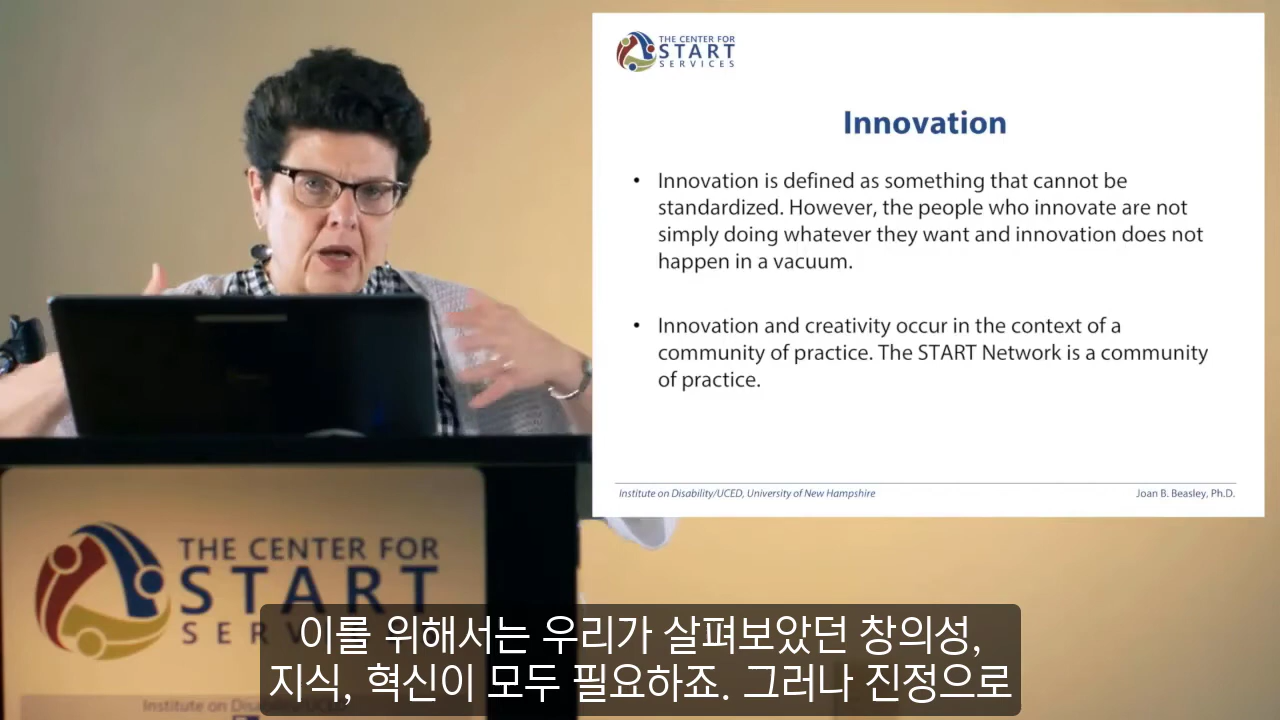 THE CENTER FOR
START
SERVICES
Innovation
• Innovation is defined as something that cannot be
standardized. However, the people who innovate are not
simply doing whatever they want and innovation does not
happen in a vacuum.
• Innovation and creativity occur in the context of a
community of practice. The START Network is a community
of practice.
Institute on Disability/UCED, University of New Hampshire
Joan B. Beasley, Ph.D.
THE CENTER FOR
START
SERV
Institute on Disability/UCED
이를 위해서는 우리가 살펴보았던 창의성,
지식, 혁신이 모두 필요하죠. 그러나 진정으로